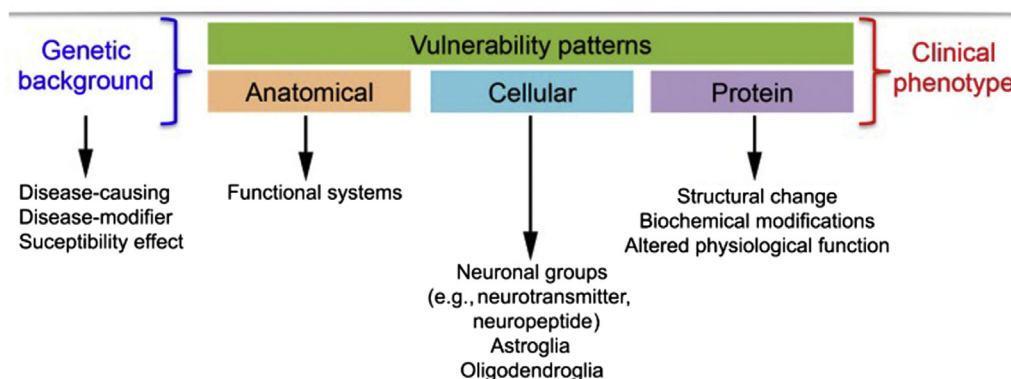 Genetic
background
Vulnerability patterns
Clinical
phenotype
Anatomical
Cellular
Protein
Disease-causing
Disease-modifier
Suceptibility effect
Functional systems
Neuronal groups
(e.g., neurotransmitter,
neuropeptide)
Astroglia
Oligodendroglia
Structural change
Biochemical modifications
Altered physiological function